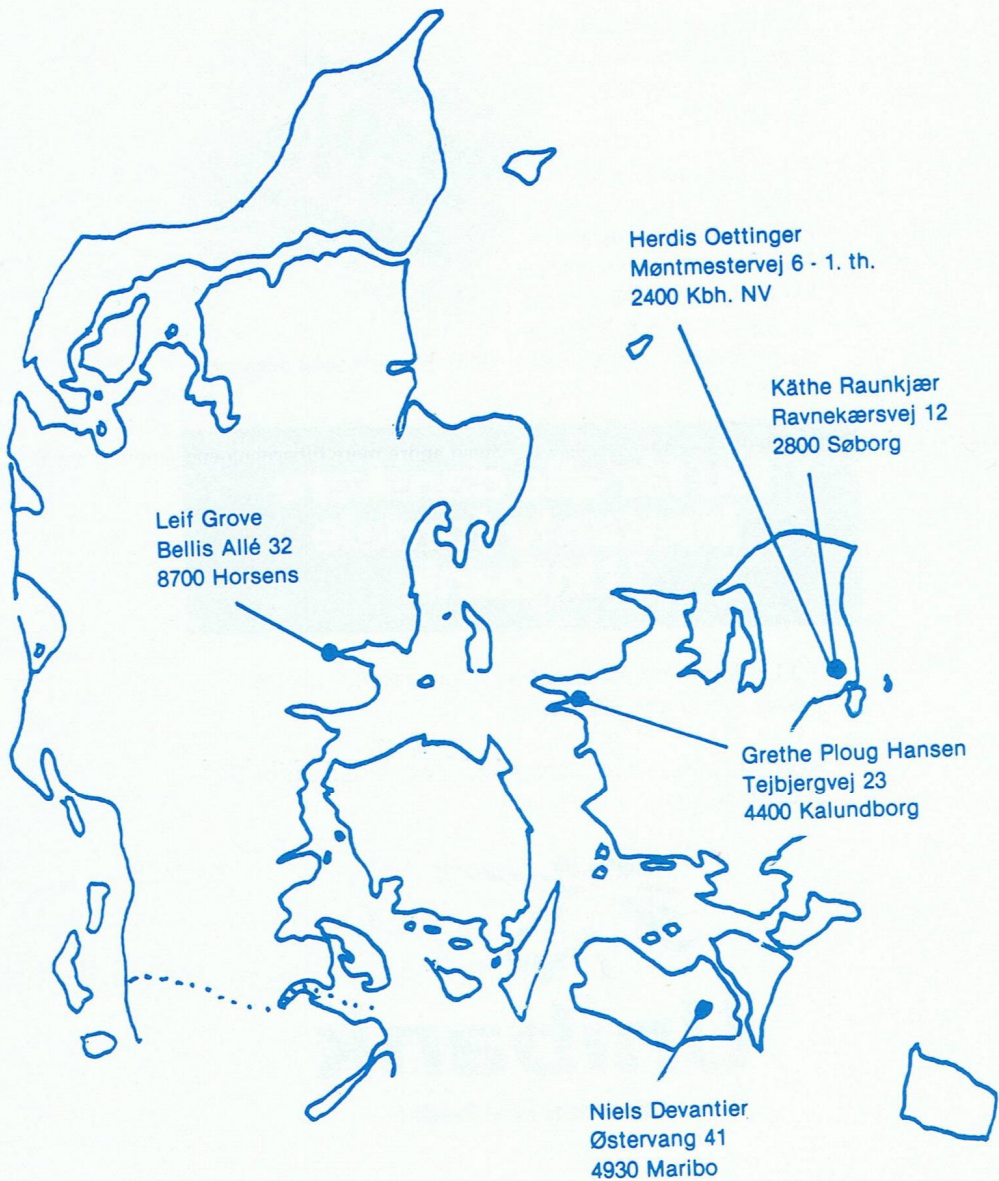 Herdis Oettinger
Møntmestervej 6 - 1. th.
2400 Kbh. NV
Käthe Raunkjær
Ravnekærsvej 12
2800 Søborg
Leif Grove
Bellis Allé 32
8700 Horsens
Grethe Ploug Hansen
Tejbjergvej 23
4400 Kalundborg
Niels Devantier
Østervang 41
4930 Maribo